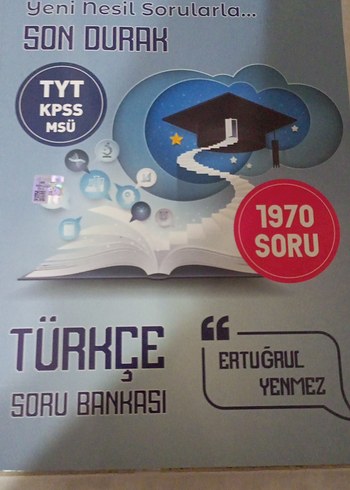 Yeni Nesil Sorularla...
SON DURAK
TYT
KPSS
MSÜ
1970
SORU
TÜRKÇE
SORU BANKASI
“
ERTUĞRUL
YENMEZ